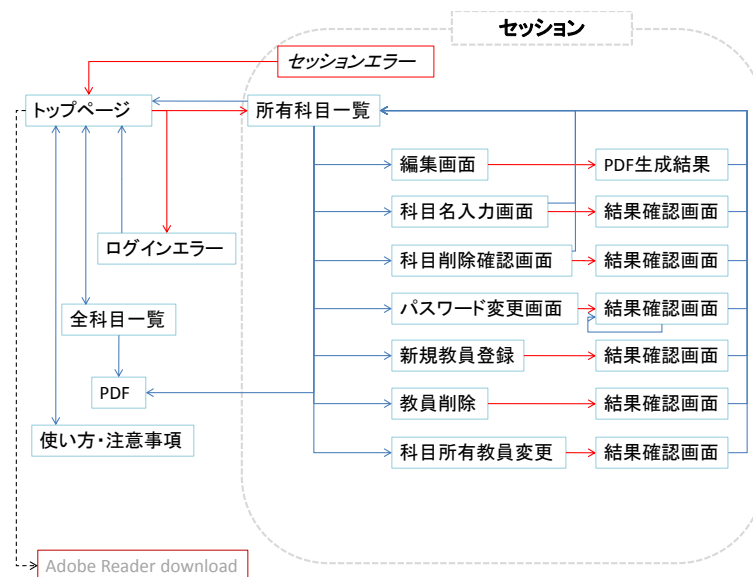 セッション
セッションエラー
トップページ
所有科目一覧
編集画面
PDF生成結果
科目名入力画面
結果確認画面
ログインエラー
科目削除確認画面
結果確認画面
全科目一覧
パスワード変更画面
結果確認画面
新規教員登録
結果確認画面
PDF
教員削除
結果確認画面
使い方・注意事項
科目所有教員変更
結果確認画面
Adobe Reader download